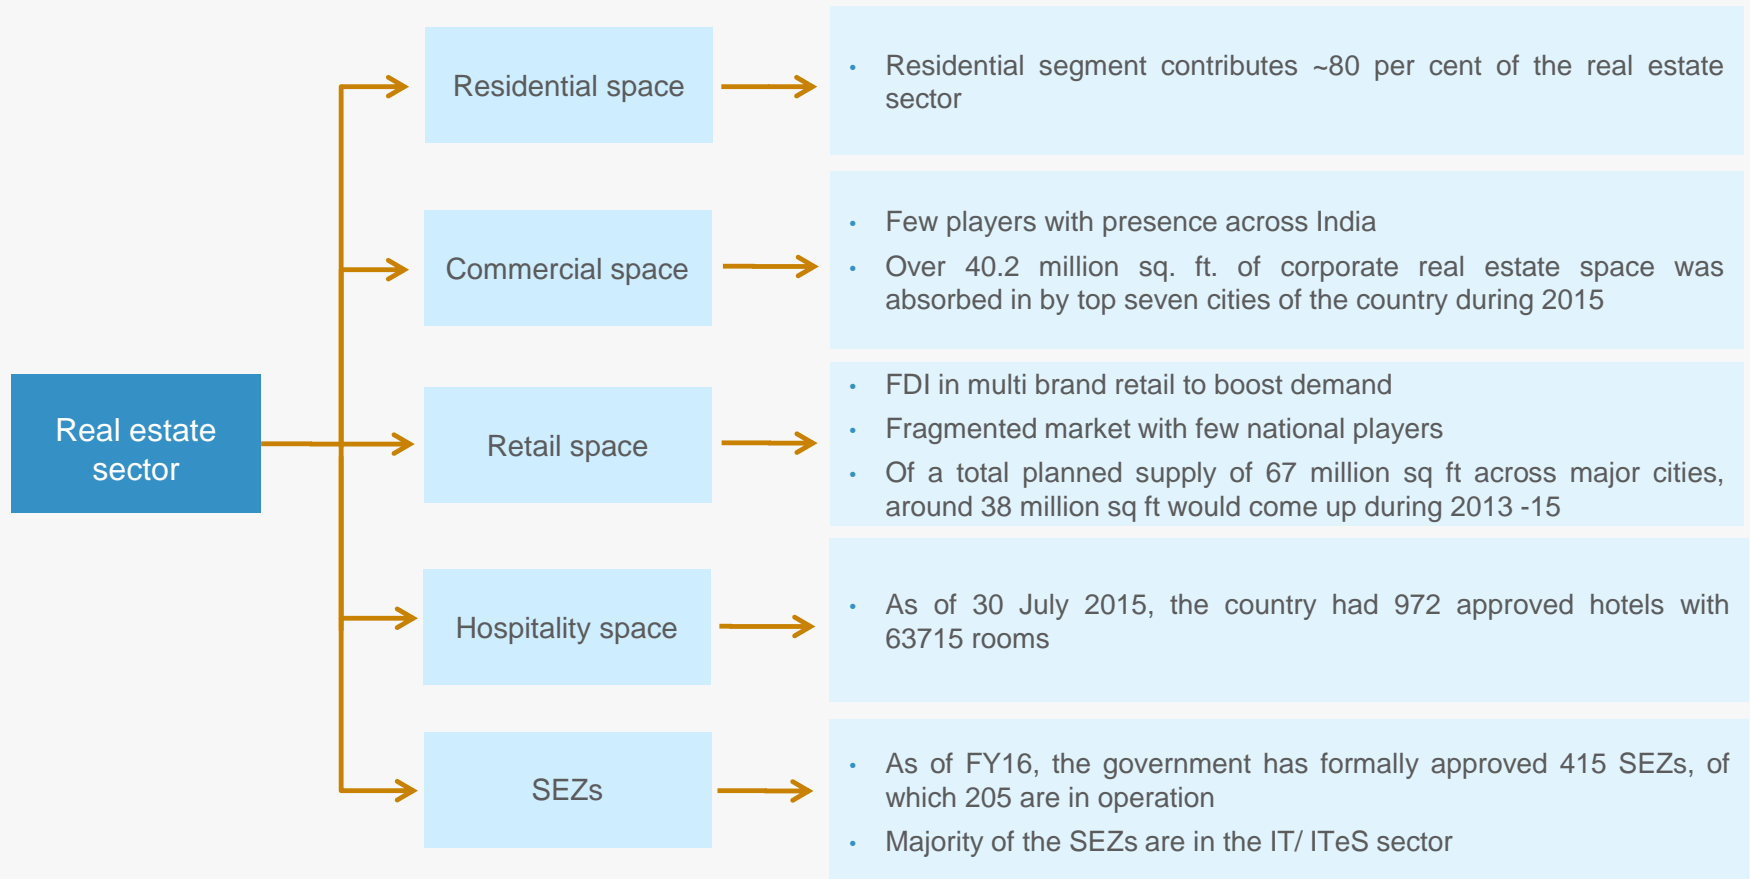 Residential space
• Residential segment contributes ~80 per cent of the real estate
sector
Commercial space
• Few players with presence across India
• Over 40.2 million sq. ft. of corporate real estate space was
absorbed in by top seven cities of the country during 2015
Real estate
sector
Retail space
• FDI in multi brand retail to boost demand
• Fragmented market with few national players
• Of a total planned supply of 67 million sq ft across major cities,
around 38 million sq ft would come up during 2013 -15
Hospitality space
• As of 30 July 2015, the country had 972 approved hotels with
63715 rooms
SEZs
• As of FY16, the government has formally approved 415 SEZs, of
which 205 are in operation
• Majority of the SEZs are in the IT/ ITeS sector